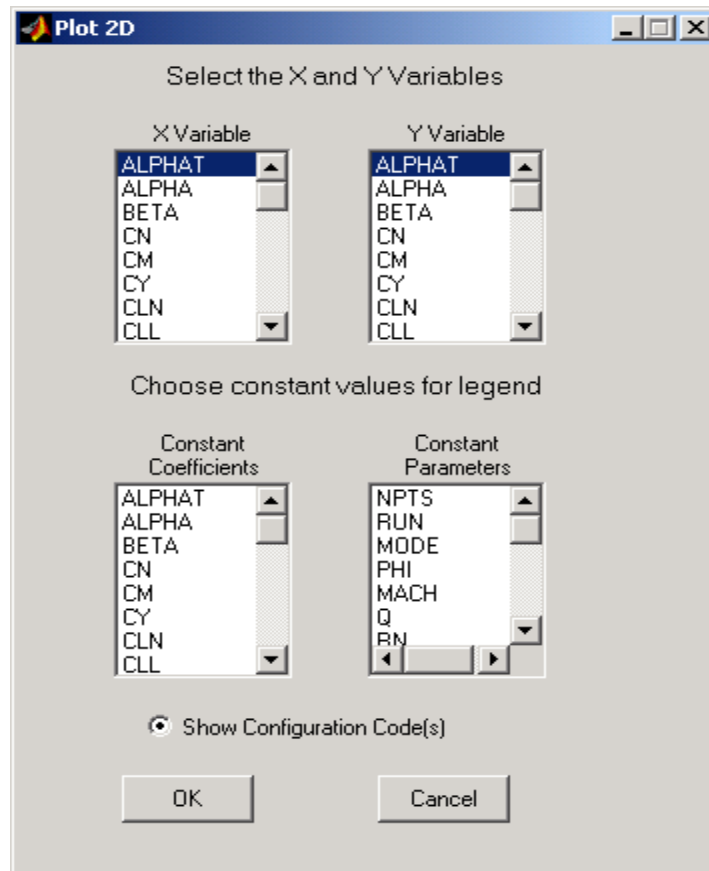 Plot 2D
Select the X and Y Variables
X Variable
ALPHAT
ALPHA
BETA
CN
CM
CY
CLN
CLL
Y Variable
ALPHAT
ALPHA
BETA
CN
CM
CY
CLN
CLL
Choose constant values for legend
Constant
Coefficients
ALPHAT
ALPHA
BETA
CN
CM
CY
CLN
CLL
Constant
Parameters
NPTS
RUN
MODE
PHI
MACH
Q
RN
Show Configuration Code(s)
OK
Cancel